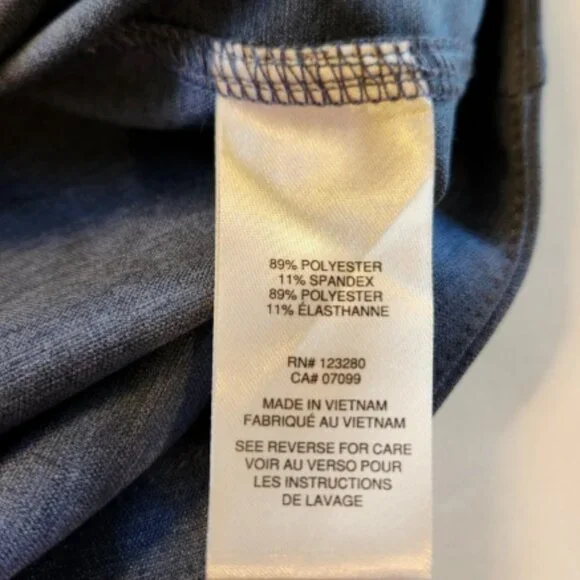 89% POLYESTER
11% SPANDEX
89% POLYESTER
11% ÉLASTHANNE
RN# 123280
CA# 07099
MADE IN VIETNAM
FABRIQUÉ AU VIETNAM
SEE REVERSE FOR CARE
VOIR AU VERSO POUR
LES INSTRUCTIONS
DE LAVAGE